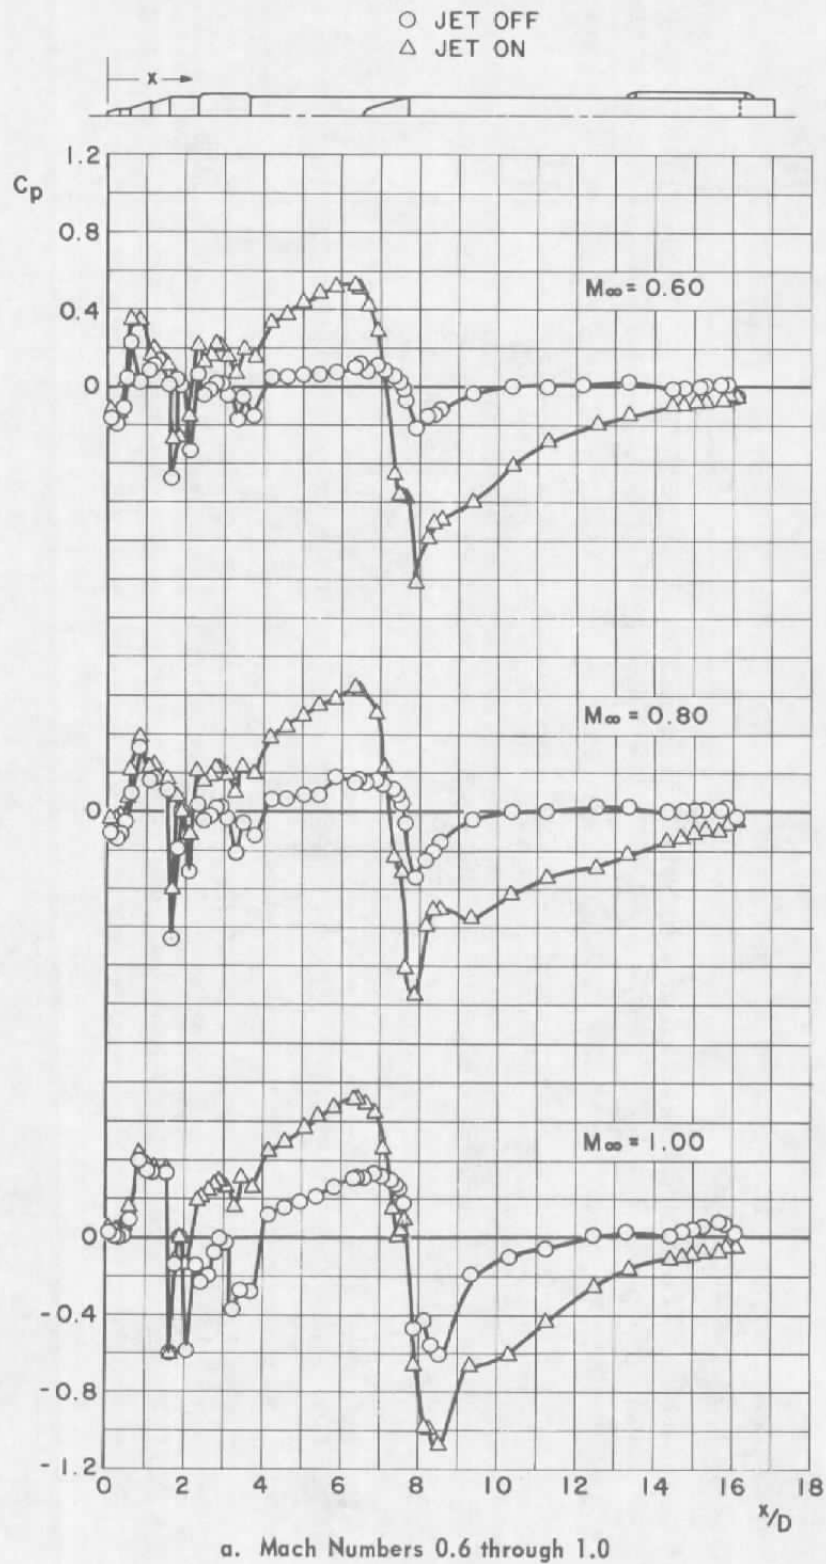 JET OFF
JET ON
x
1.2
Cp
0.8
M∞ = 0.60
0.4
0
M∞ = 0.80
0
M∞ = 1.00
0
-0.4
-0.8
-1.2
0 2 4 6 8 10 12 14 16 18
x/D
a. Mach Numbers 0.6 through 1.0